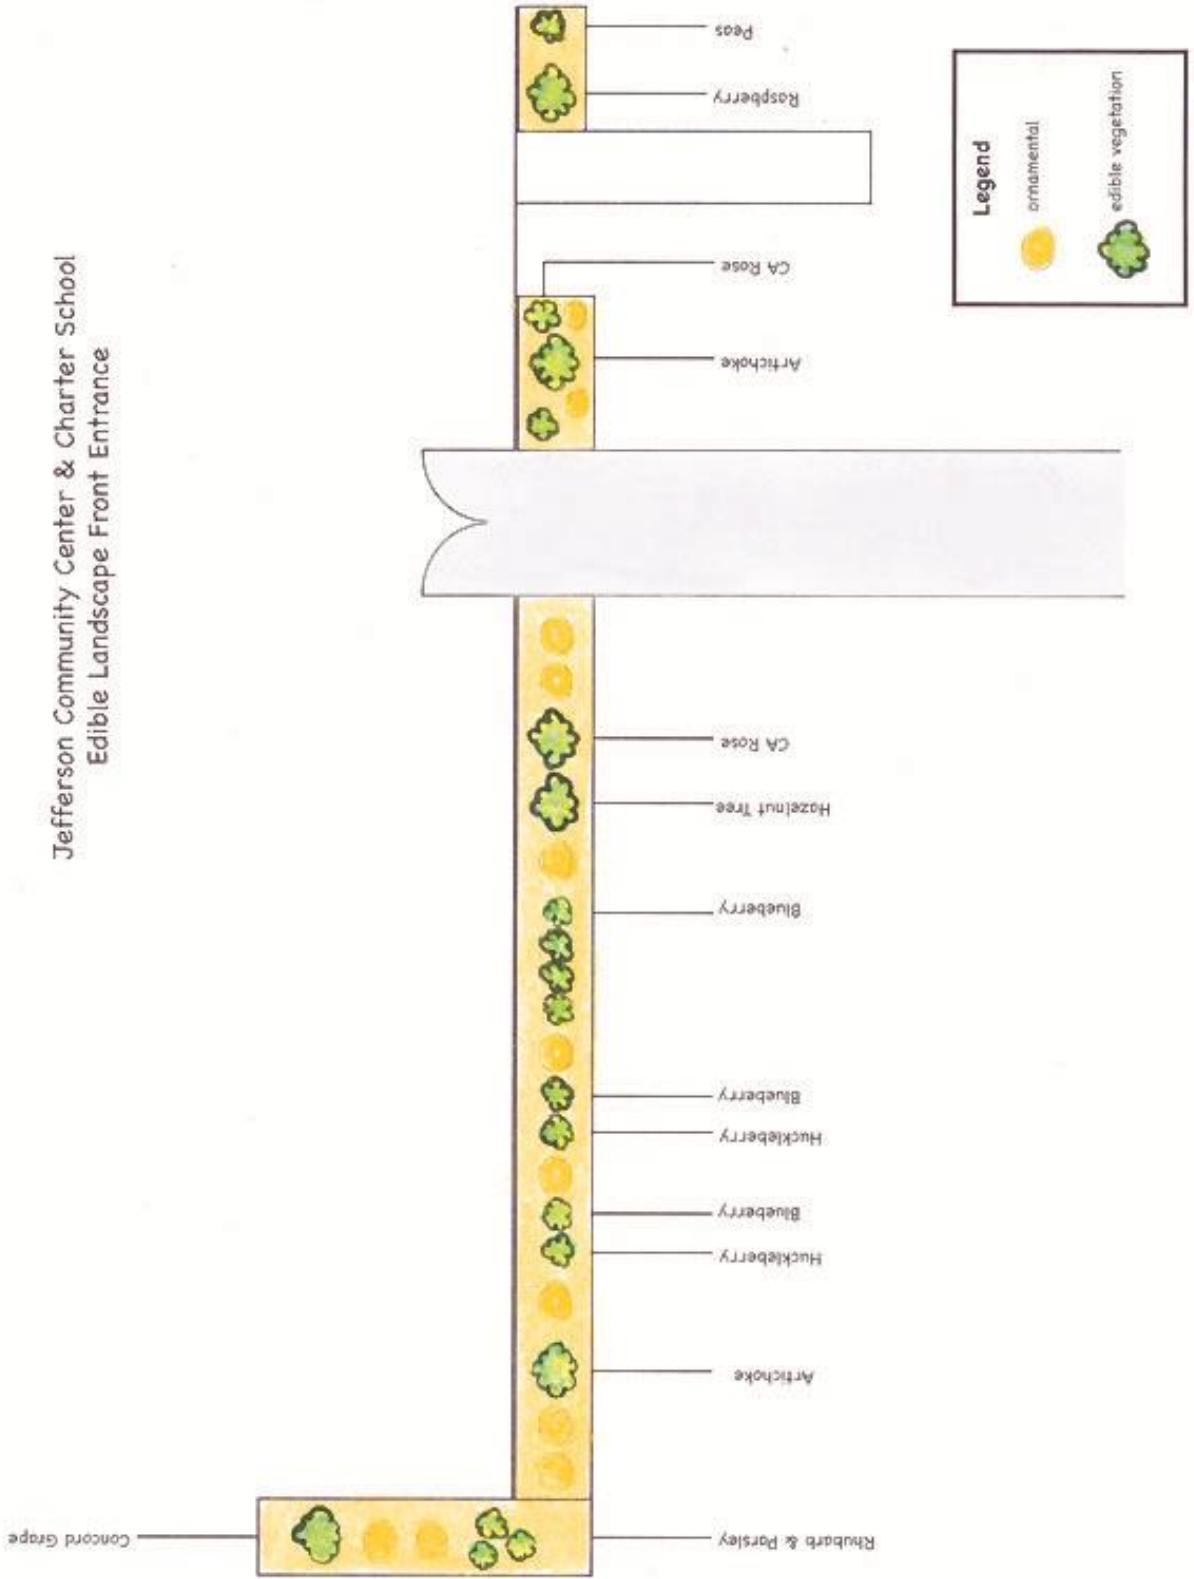 Jefferson Community Center & Charter School
Edible Landscape Front Entrance
Peas
Raspberry
CA Rose
Artichoke
CA Rose
Hazelnut Tree
Blueberry
Blueberry
Huckleberry
Blueberry
Huckleberry
Artichoke
Rhubarb & Parsley
Concord Grape
Legend
ornamental
edible vegetation